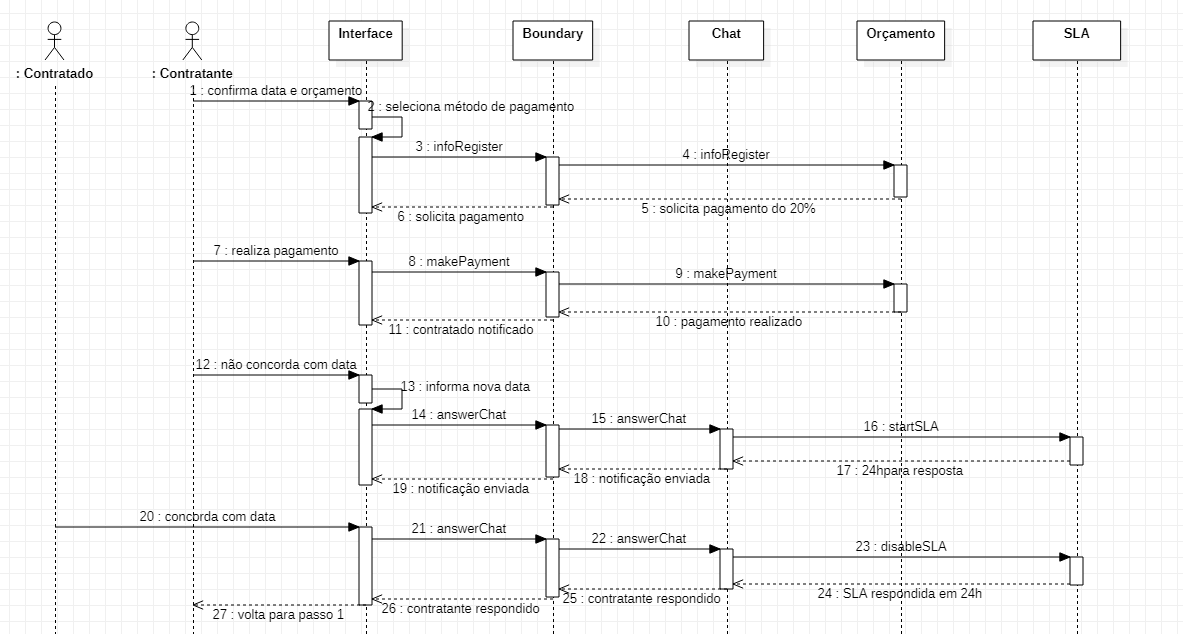 Interface
Boundary
Chat
Orçamento
SLA
: Contratado
: Contratante
1 : confirma data e orçamento
2 : seleciona método de pagamento
3 : infoRegister
4 : infoRegister
5 : solicita pagamento do 20%
6 : solicita pagamento
7 : realiza pagamento
8 : makePayment
9 : makePayment
10 : pagamento realizado
11 : contratado notificado
12 : não concorda com data
13 : informa nova data
14 : answerChat
15 : answerChat
16 : startSLA
17 : 24hpara resposta
18 : notificação enviada
19 : notificação enviada
20 : concorda com data
21 : answerChat
22 : answerChat
23 : disableSLA
24 : SLA respondida em 24h
25 : contratante respondido
26 : contratante respondido
27 : volta para passo 1